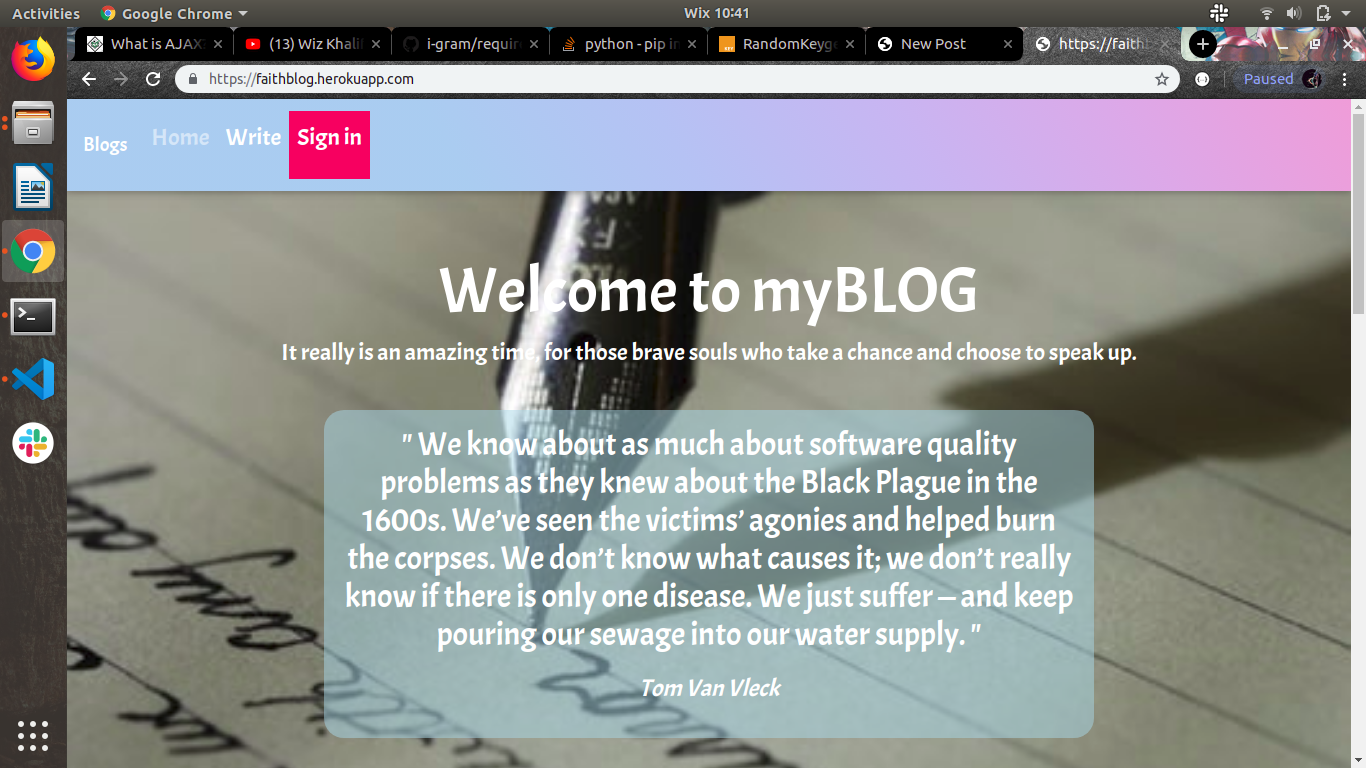 Activities
Google Chrome
Wix 10:41
What is AJAX
(13) Wiz Khali
i-gram/requir
python - pip in
RandomKeyg
New Post
https://faith
https://faithblog.herokuapp.com
Paused
Blogs
Home
Write
Sign in
Welcome to myBLOG
It really is an amazing time, for those brave souls who take a chance and choose to speak up.
" We know about as much about software quality
problems as they knew about the Black Plague in the
1600s. We’ve seen the victims’ agonies and helped burn
the corpses. We don’t know what causes it; we don’t really
know if there is only one disease. We just suffer — and keep
pouring our sewage into our water supply. "
Tom Van Vleck